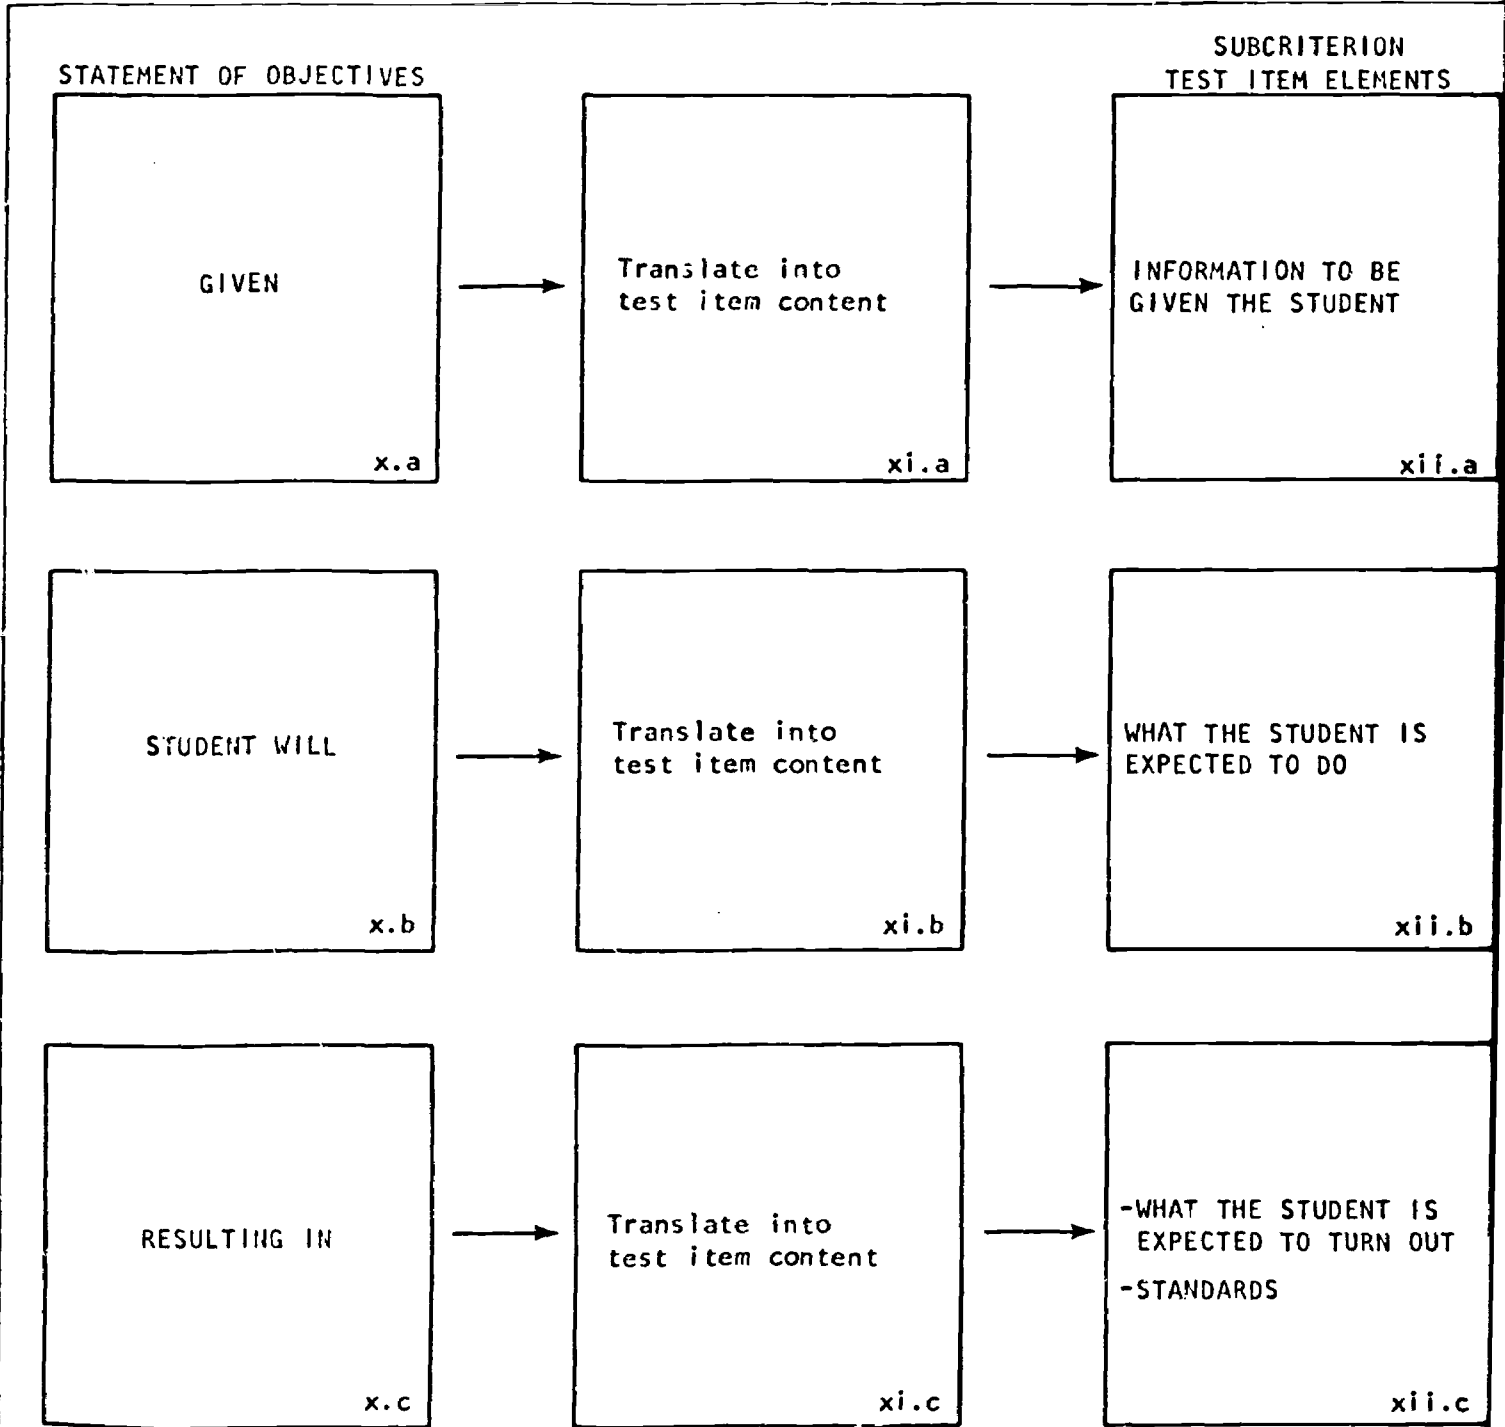 STATEMENT OF OBJECTIVES
SUBCRITERION
TEST ITEM ELEMENTS
GIVEN
x.a
Translate into
test item content
xi.a
INFORMATION TO BE
GIVEN THE STUDENT
xii.a
STUDENT WILL
x.b
Translate into
test item content
xi.b
WHAT THE STUDENT IS
EXPECTED TO DO
xii.b
RESULTING IN
x.c
Translate into
test item content
xi.c
-WHAT THE STUDENT IS
EXPECTED TO TURN OUT
-STANDARDS
xii.c